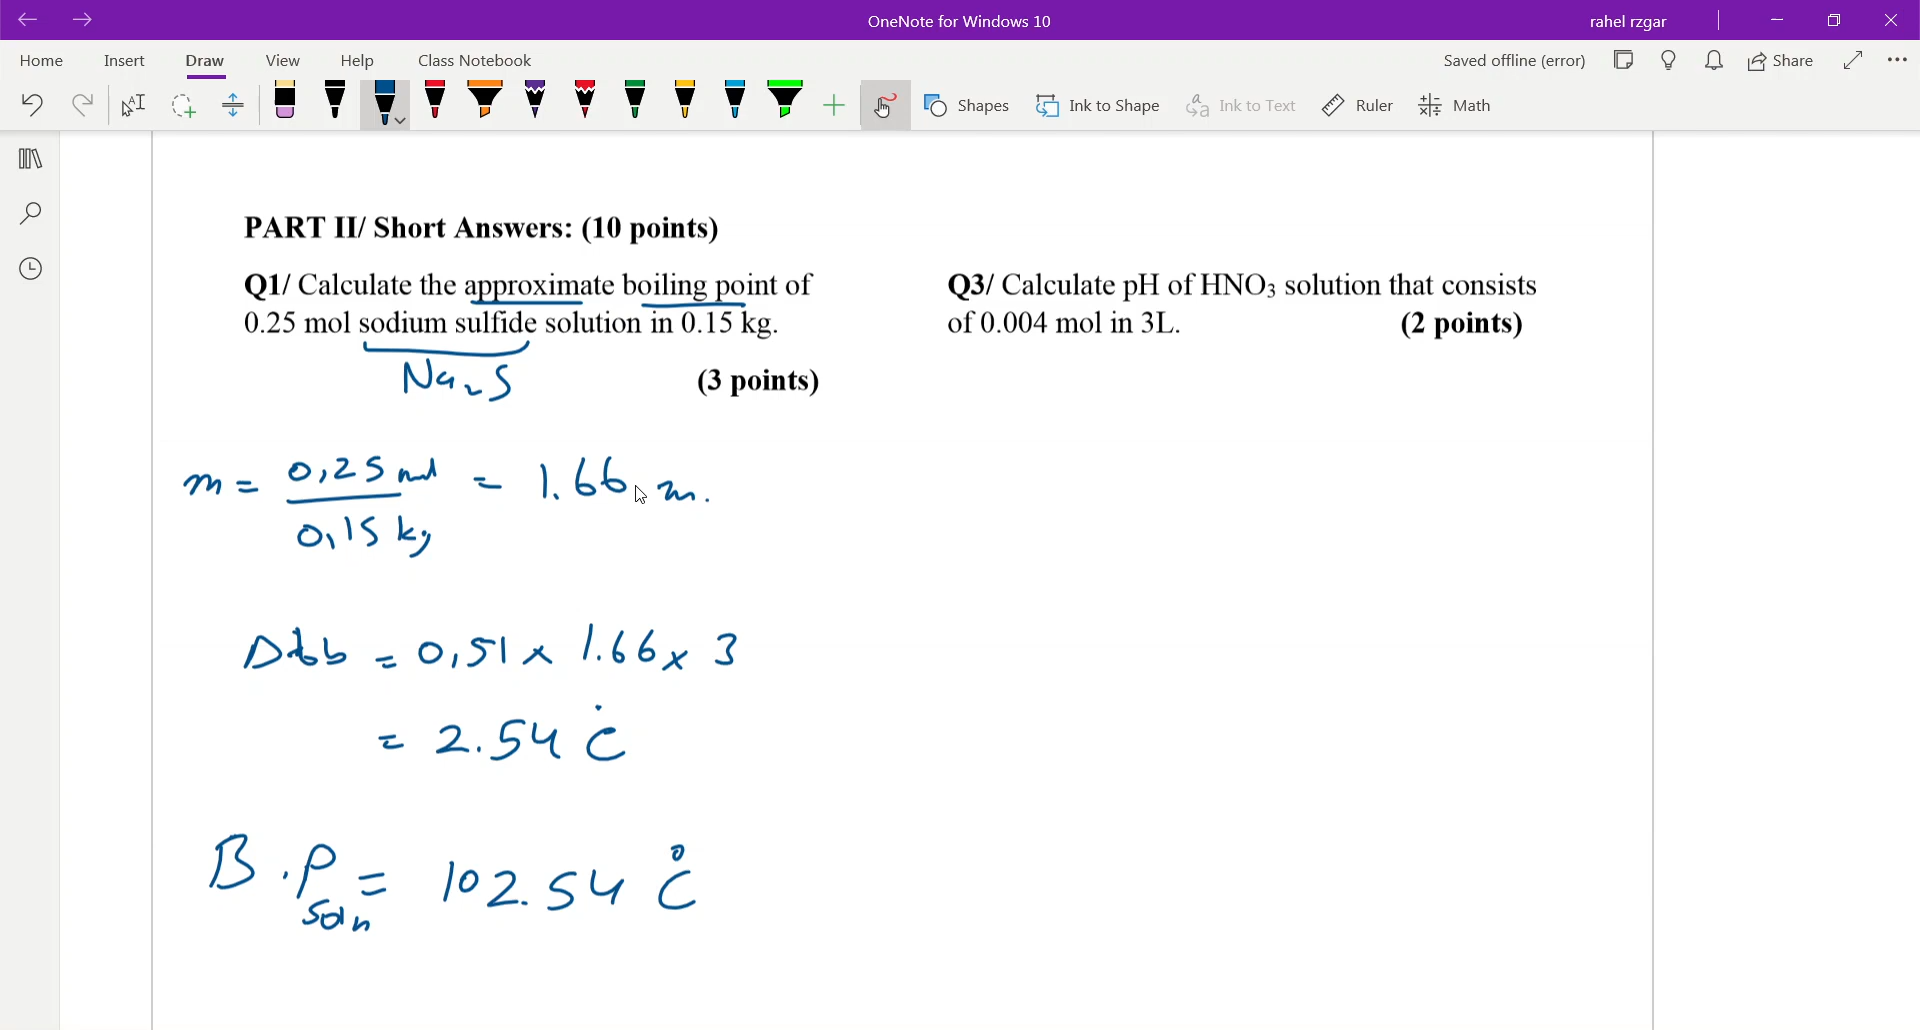 OneNote for Windows 10
rahel rzgar
Home Insert Draw View Help Class Notebook
Saved offline (error) Share
Shapes Ink to Shape Ink to Text Ruler Math
PART II/ Short Answers: (10 points)
Q1/ Calculate the approximate boiling point of
0.25 mol sodium sulfide solution in 0.15 kg.
Na₂S
(3 points)
m = 0,25 mol / 0,15 kg = 1.66 m.
Δtbb = 0,51 × 1.66 × 3
= 2.54 °C
B.P soln = 102.54 °C
Q3/ Calculate pH of HNO₃ solution that consists
of 0.004 mol in 3L. (2 points)